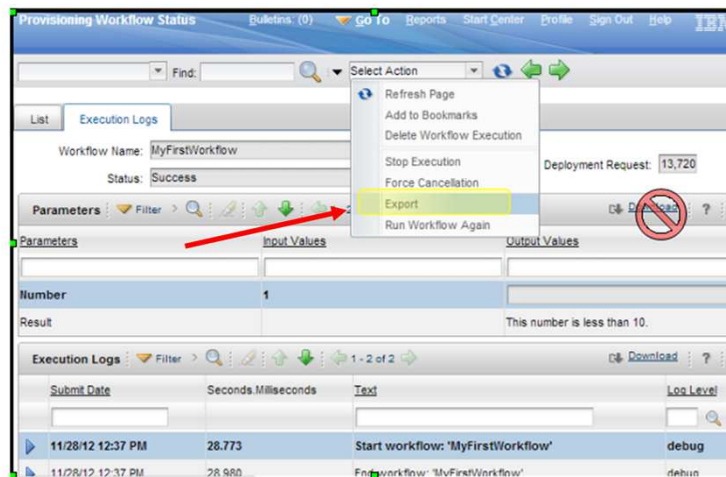 Provisioning Workflow Status Bulletins: (0) Go To Reports Start Center Profile Sign Out Help IBM
Find: Select Action
Refresh Page
Add to Bookmarks
Delete Workflow Execution
Stop Execution
Force Cancellation
Export
Run Workflow Again
List Execution Logs
Workflow Name: MyFirstWorkflow
Status: Success
Deployment Request: 13,720
Parameters Filter Download ?
Parameters Input Values Output Values
Number 1
Result This number is less than 10.
Execution Logs Filter 1 - 2 of 2 Download ?
Submit Date Seconds.Milliseconds Text Log Level
11/28/12 12:37 PM 28.773 Start workflow: 'MyFirstWorkflow' debug
11/28/12 12:37 PM 28.980 End workflow: 'MyFirstWorkflow' debug